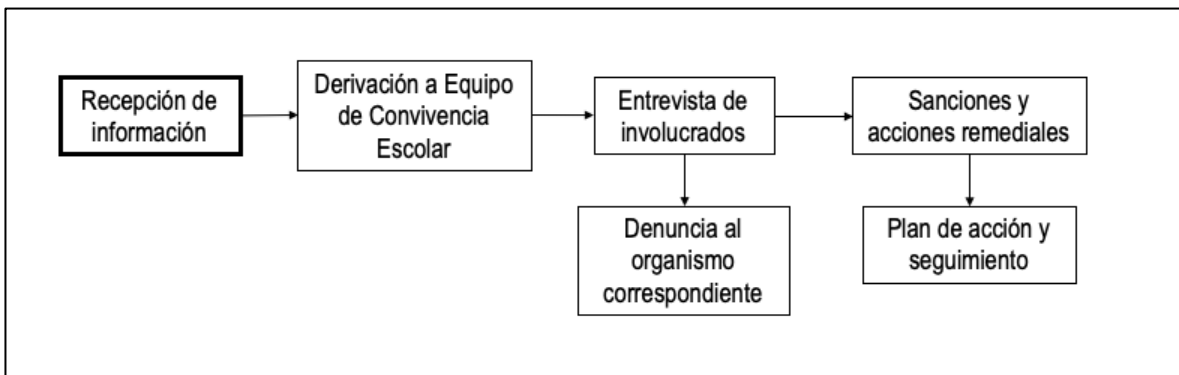 Recepción de
información
Derivación a Equipo
de Convivencia
Escolar
Entrevista de
involucrados
Sanciones y
acciones remediales
Denuncia al
organismo
correspondiente
Plan de acción y
seguimiento